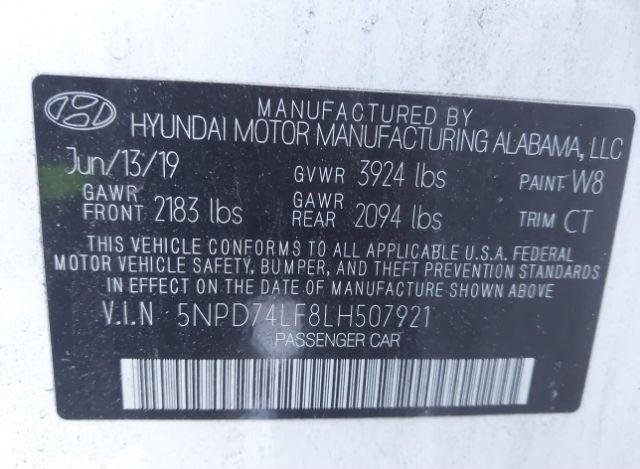 MANUFACTURED BY
HYUNDAI MOTOR MANUFACTURING ALABAMA, LLC
Jun/13/19 GVWR 3924 lbs PAINT W8
GAWR FRONT 2183 lbs GAWR REAR 2094 lbs TRIM CT
THIS VEHICLE CONFORMS TO ALL APPLICABLE U.S.A. FEDERAL
MOTOR VEHICLE SAFETY, BUMPER, AND THEFT PREVENTION STANDARDS
IN EFFECT ON THE DATE OF MANUFACTURE SHOWN ABOVE
V.I.N 5NPD74LF8LH507921
PASSENGER CAR